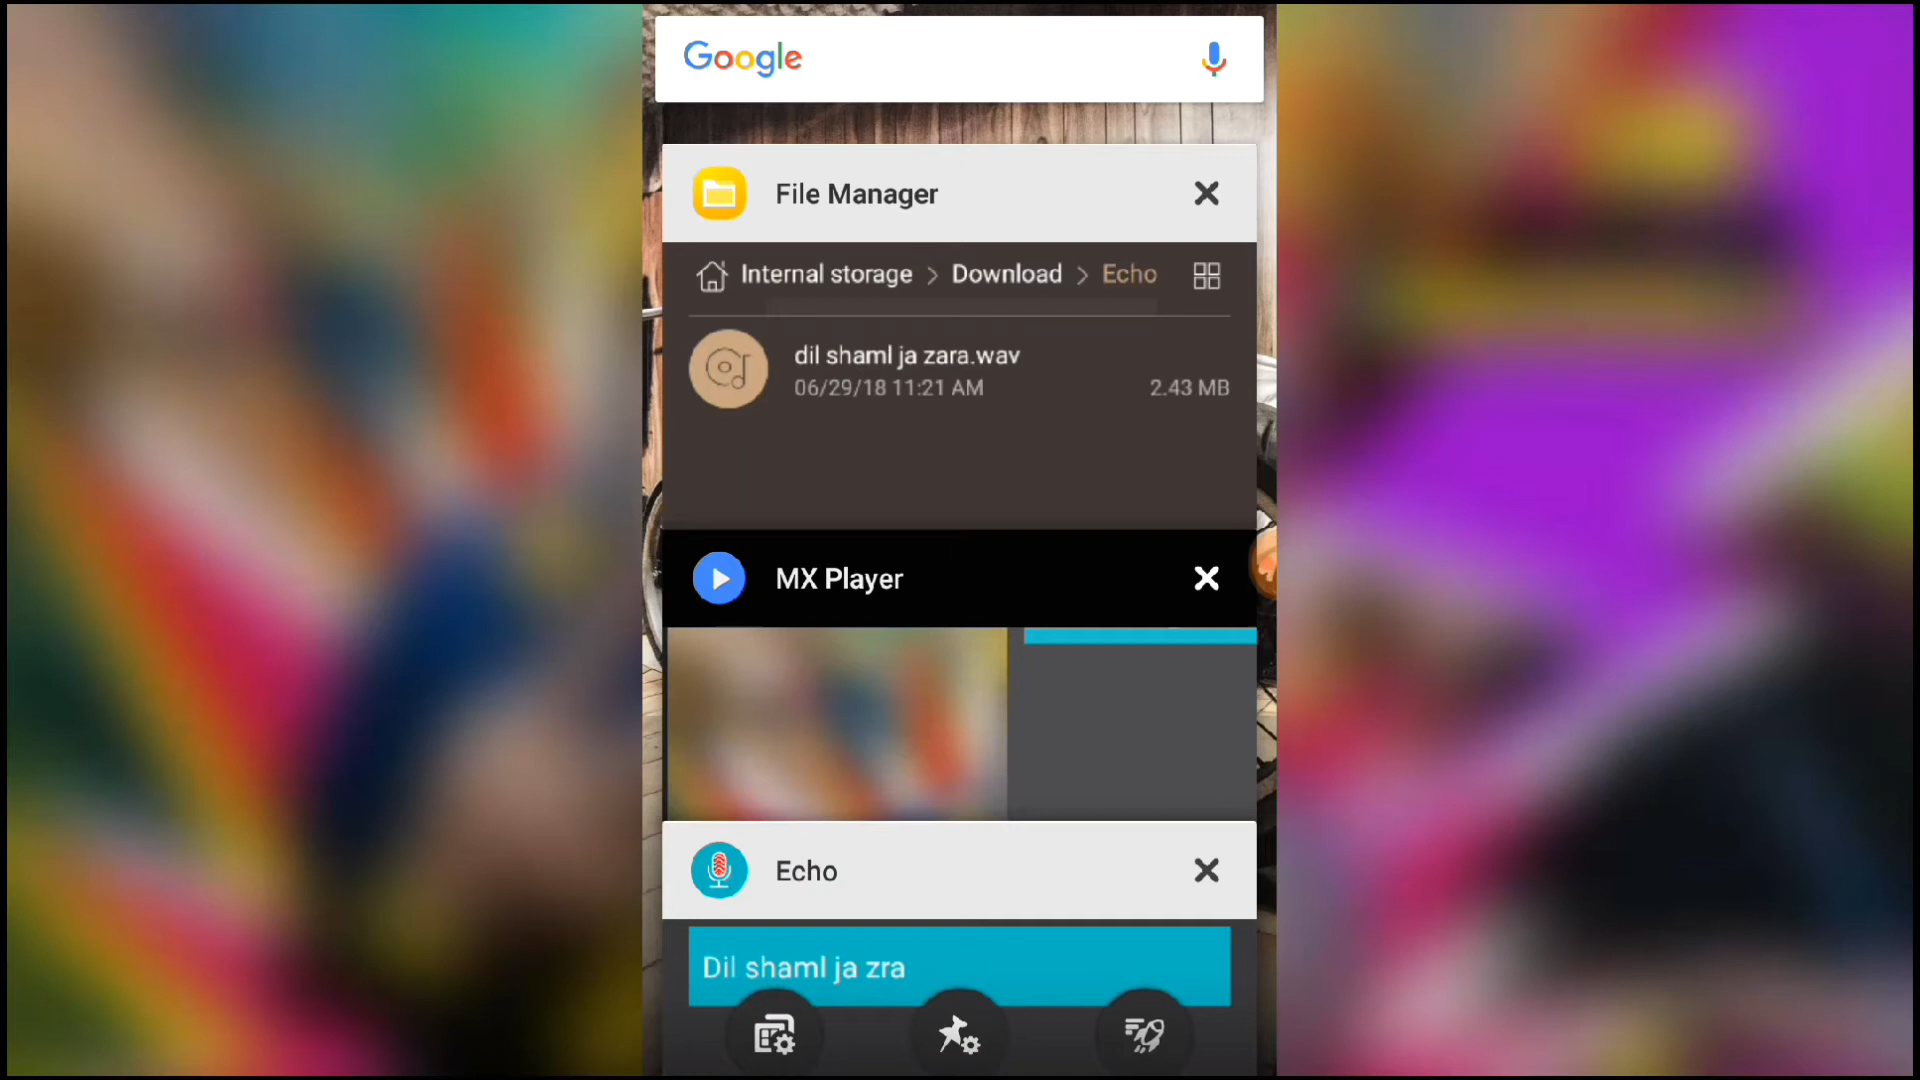 Google
File Manager
Internal storage > Download > Echo
dil shaml ja zara.wav
06/29/18 11:21 AM 2.43 MB
MX Player
Echo
Dil shaml ja zra